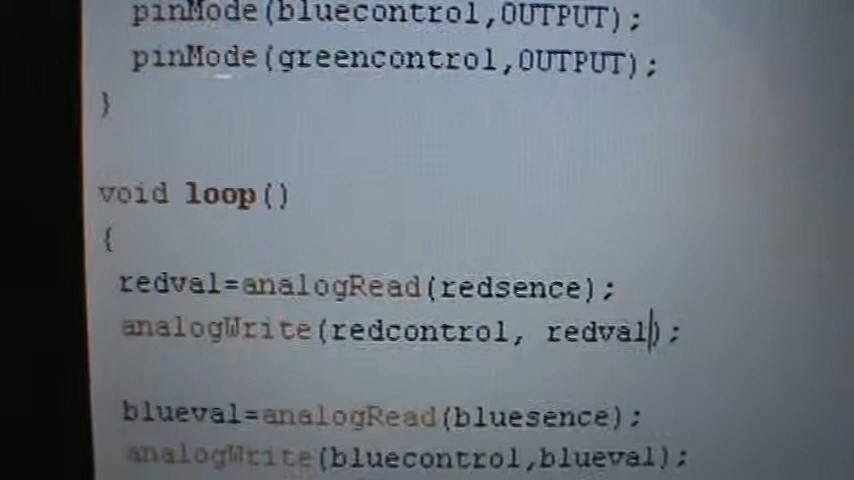 pinMode(bluecontrol,OUTPUT);
pinMode(greencontrol,OUTPUT);
}
void loop()
{
redval=analogRead(redsence);
analogWrite(redcontrol, redval);
blueval=analogRead(bluesence);
analogWrite(bluecontrol,blueval);